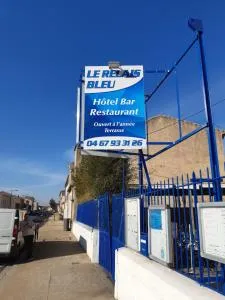 LE RELAIS
BLEU
Hôtel Bar
Restaurant
Ouvert à l'année
Terrasse
04 67 93 31 26